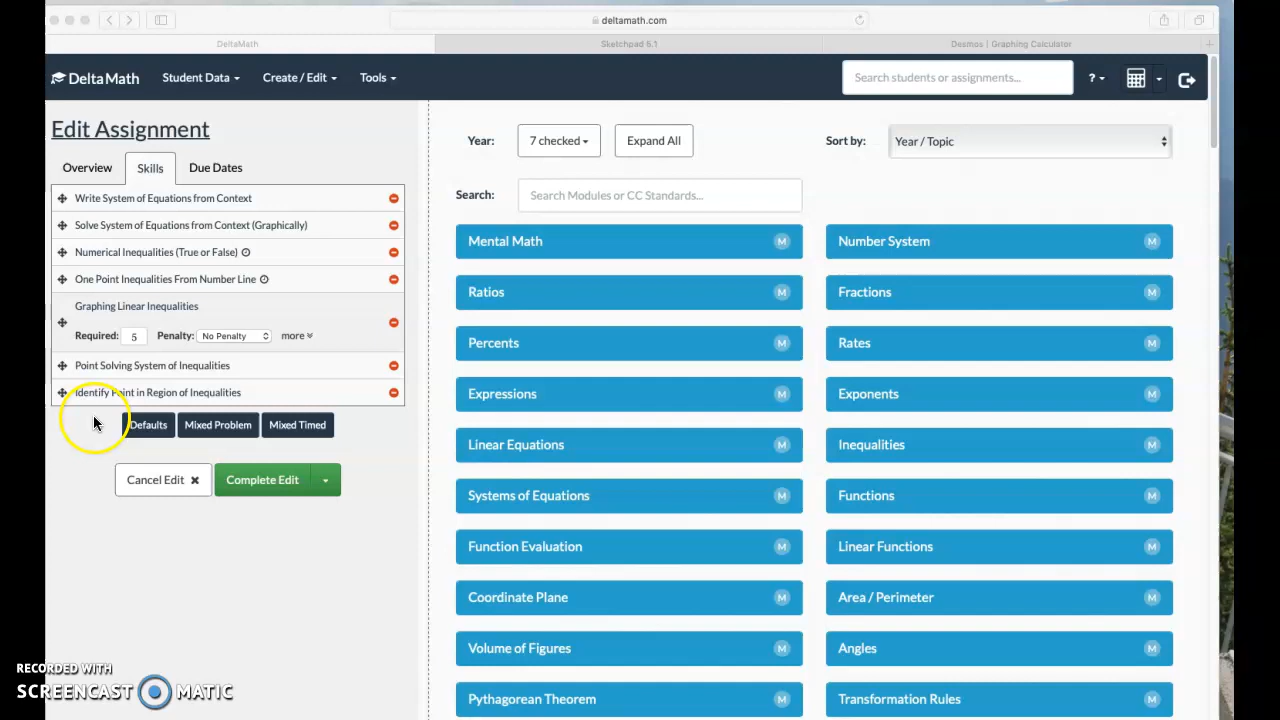 deltamath.com
DeltaMath
Sketchpad 5.1
Desmos | Graphing Calculator
DeltaMath
Student Data
Create / Edit
Tools
Search students or assignments...
?
Edit Assignment
Overview
Skills
Due Dates
Write System of Equations from Context
Solve System of Equations from Context (Graphically)
Numerical Inequalities (True or False)
One Point Inequalities From Number Line
Graphing Linear Inequalities
Required: 5 Penalty: No Penalty more
Point Solving System of Inequalities
Identify Point in Region of Inequalities
Defaults
Mixed Problem
Mixed Timed
Cancel Edit
Complete Edit
Year: 7 checked
Expand All
Sort by: Year / Topic
Search: Search Modules or CC Standards...
Mental Math M
Number System M
Ratios M
Fractions M
Percents M
Rates M
Expressions M
Exponents M
Linear Equations M
Inequalities M
Systems of Equations M
Functions M
Function Evaluation M
Linear Functions M
Coordinate Plane M
Area / Perimeter M
Volume of Figures M
Angles M
Pythagorean Theorem M
Transformation Rules M
RECORDED WITH
SCREENCAST MATIC